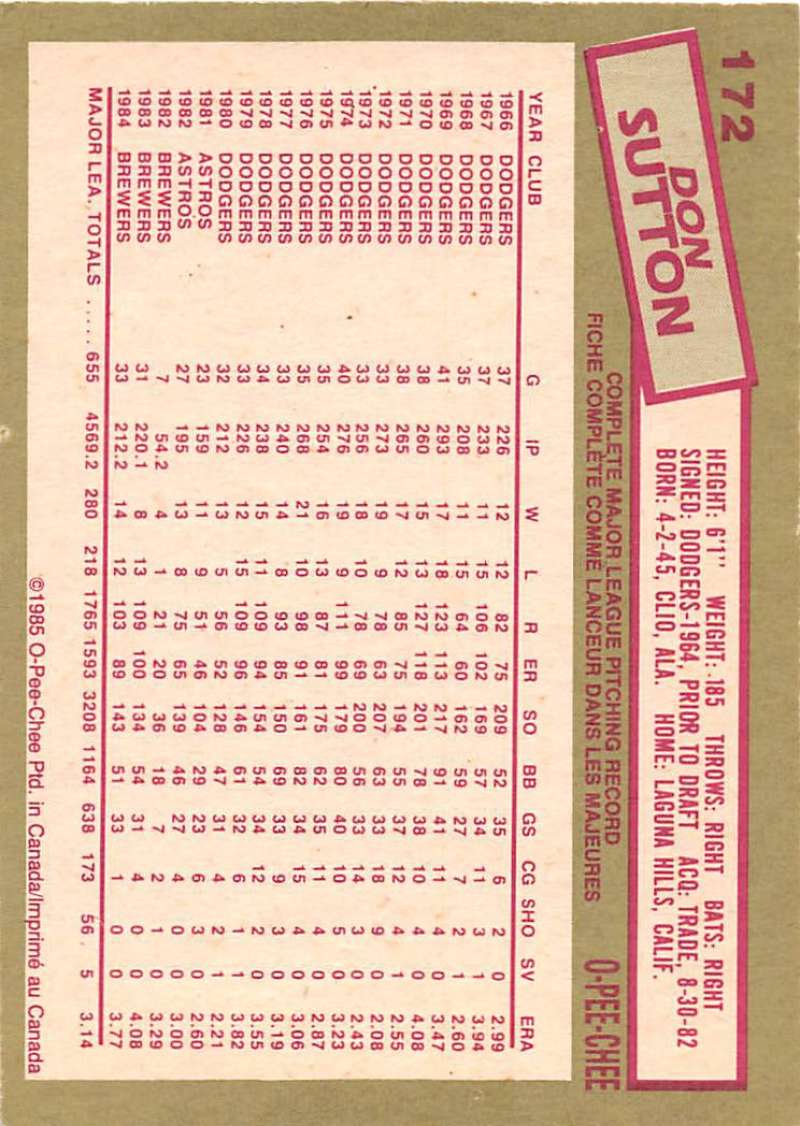 172
DON
SUTTON
HEIGHT: 6'1" WEIGHT: 185 THROWS: RIGHT BATS: RIGHT
SIGNED: DODGERS-1964, PRIOR TO DRAFT ACQ: TRADE, 8-30-82
BORN: 4-2-45, CLIO, ALA. HOME: LAGUNA HILLS, CALIF.
COMPLETE MAJOR LEAGUE PITCHING RECORD
FICHE COMPLÈTE COMME LANCEUR DANS LES MAJEURES
O-PEE-CHEE
YEAR CLUB G IP W L R ER SO BB GS CG SHO SV ERA
1966 DODGERS 37 226 12 12 82 75 209 52 35 6 2 0 2.99
1967 DODGERS 37 233 11 15 106 102 169 57 34 11 3 1 3.94
1968 DODGERS 35 208 11 15 64 60 162 59 27 7 2 1 2.60
1969 DODGERS 41 293 17 18 123 113 217 91 41 11 4 0 3.47
1970 DODGERS 38 260 15 13 127 118 201 78 38 10 4 0 4.08
1971 DODGERS 38 265 17 12 85 75 194 55 37 12 4 1 2.55
1972 DODGERS 33 273 19 9 78 63 207 63 33 18 9 0 2.08
1973 DODGERS 33 256 18 10 78 69 200 56 33 14 3 0 2.43
1974 DODGERS 40 276 19 9 111 99 179 80 40 10 5 0 3.23
1975 DODGERS 35 254 16 13 87 81 175 62 35 11 4 0 2.87
1976 DODGERS 35 268 21 10 98 91 161 82 34 15 4 0 3.06
1977 DODGERS 33 240 14 8 93 85 150 69 33 9 3 0 3.19
1978 DODGERS 34 238 15 11 109 94 154 54 34 12 2 0 3.55
1979 DODGERS 33 226 12 15 109 96 146 61 32 6 1 1 3.82
1980 DODGERS 32 212 13 5 56 52 128 47 31 4 2 1 2.21
1981 ASTROS 23 159 11 9 51 46 104 29 23 6 3 0 2.60
1982 ASTROS 27 195 13 8 75 65 139 46 27 4 0 0 3.00
1982 BREWERS 7 54.2 4 1 21 20 36 18 7 2 1 0 3.29
1983 BREWERS 31 220.1 8 13 109 100 134 54 31 4 0 0 4.08
1984 BREWERS 33 212.2 14 12 103 89 143 51 33 1 0 0 3.77
MAJOR LEA. TOTALS ..... 655 4569.2 280 218 1765 1593 3208 1164 638 173 56 5 3.14
©1985 O-Pee-Chee Ptd. in Canada/Imprimé au Canada